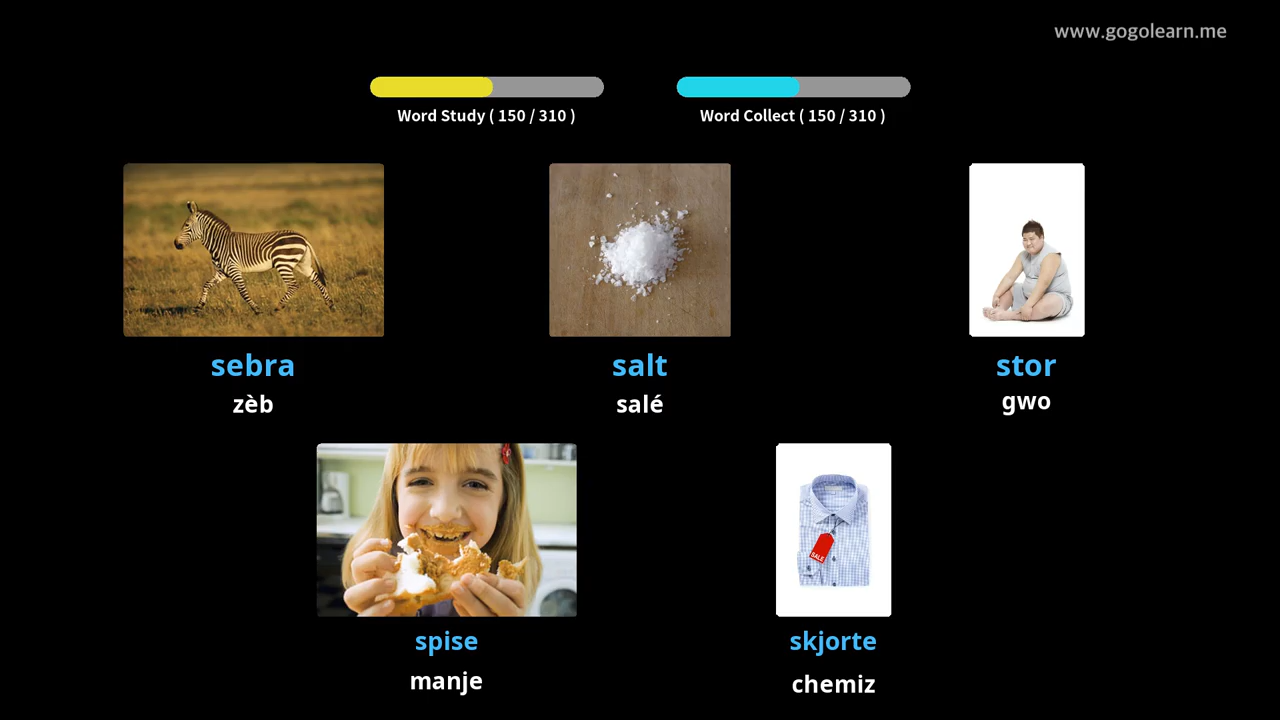 www.gogolearn.me
Word Study ( 150 / 310 )
Word Collect ( 150 / 310 )
sebra
zèb
salt
salé
stor
gwo
spise
manje
SALE
skjorte
chemiz